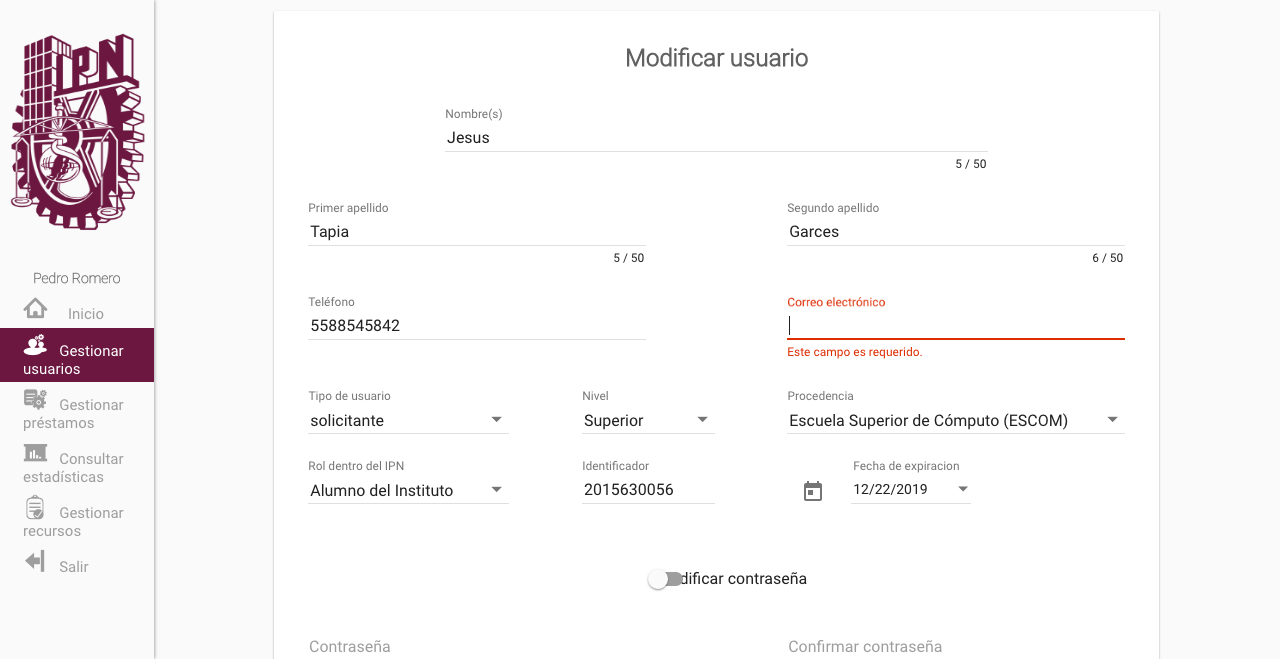 IPN
Pedro Romero
Inicio
Gestionar
usuarios
Gestionar
préstamos
Consultar
estadísticas
Gestionar
recursos
Salir
Modificar usuario
Nombre(s)
Jesus
5 / 50
Primer apellido
Segundo apellido
Tapia
Garces
5 / 50
6 / 50
Teléfono
Correo electrónico
5588545842
Este campo es requerido.
Tipo de usuario
Nivel
Procedencia
solicitante
Superior
Escuela Superior de Cómputo (ESCOM)
Rol dentro del IPN
Identificador
Fecha de expiracion
Alumno del Instituto
2015630056
12/22/2019
dificar contraseña
Contraseña
Confirmar contraseña